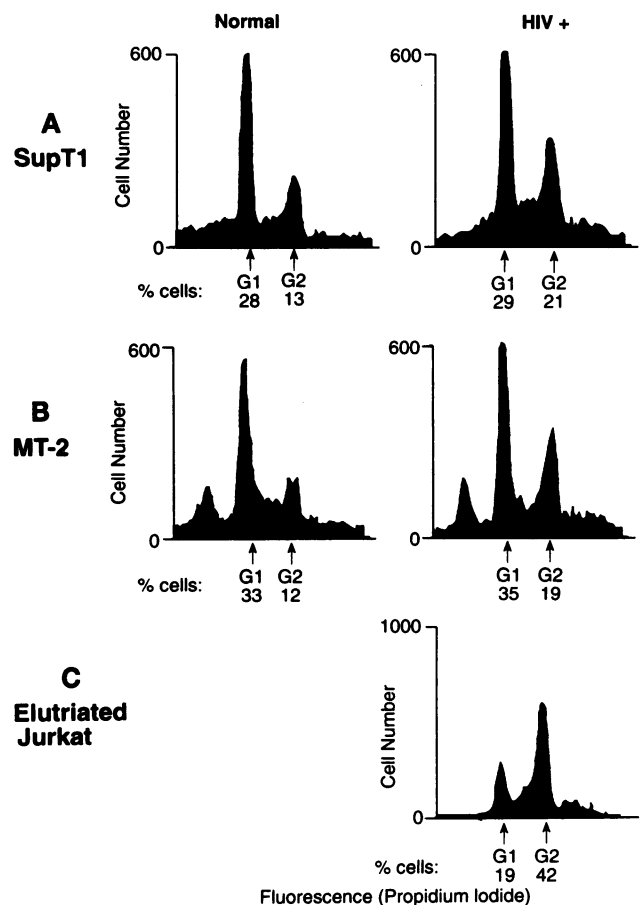 Normal HIV +
A
SupT1
Cell Number
600
0
600
0
% cells:
G1 G2
28 13
G1 G2
29 21
B
MT-2
Cell Number
600
0
600
0
% cells:
G1 G2
33 12
G1 G2
35 19
C
Elutriated
Jurkat
Cell Number
1000
0
% cells:
G1 G2
19 42
Fluorescence (Propidium Iodide)